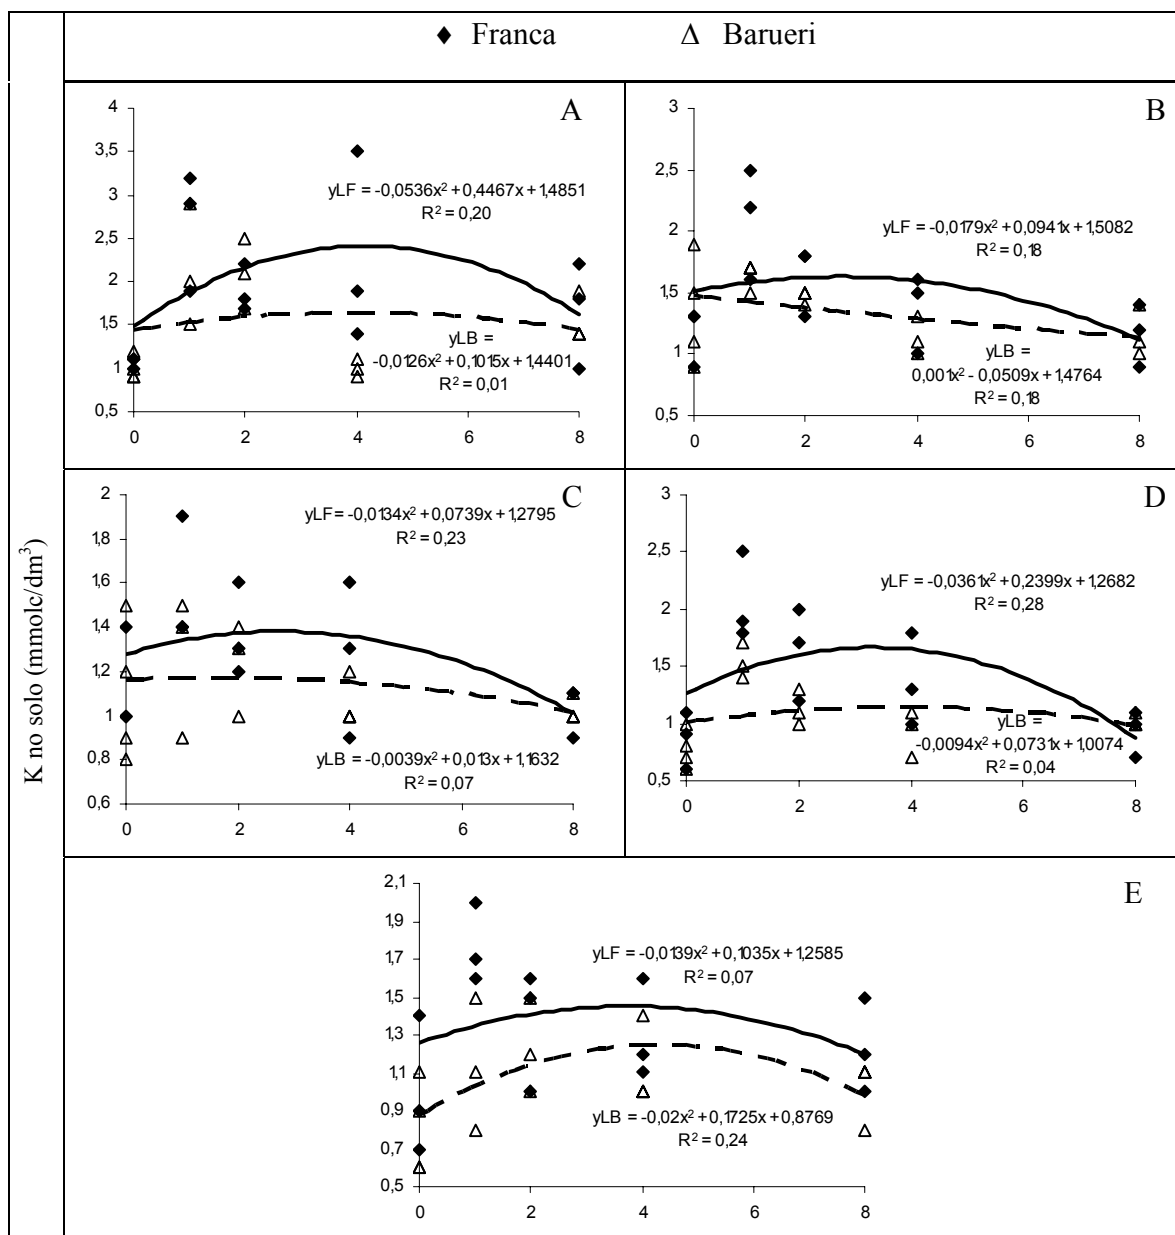 ♦ Franca Δ Barueri
K no solo (mmolc/dm³)
A
4
3,5
3
2,5
2
1,5
1
0,5
0 2 4 6 8
yLF = -0,0536x² + 0,4467x + 1,4851
R² = 0,20
yLB =
-0,0126x² + 0,1015x + 1,4401
R² = 0,01
B
3
2,5
2
1,5
1
0,5
0 2 4 6 8
yLF = -0,0179x² + 0,0941x + 1,5082
R² = 0,18
yLB =
0,001x² - 0,0509x + 1,4764
R² = 0,18
C
2
1,8
1,6
1,4
1,2
1
0,8
0,6
0 2 4 6 8
yLF = -0,0134x² + 0,0739x + 1,2795
R² = 0,23
yLB = -0,0039x² + 0,013x + 1,1632
R² = 0,07
D
3
2,5
2
1,5
1
0,5
0 2 4 6 8
yLF = -0,0361x² + 0,2399x + 1,2682
R² = 0,28
yLB =
-0,0094x² + 0,0731x + 1,0074
R² = 0,04
E
2,1
1,9
1,7
1,5
1,3
1,1
0,9
0,7
0,5
0 2 4 6 8
yLF = -0,0139x² + 0,1035x + 1,2585
R² = 0,07
yLB = -0,02x² + 0,1725x + 0,8769
R² = 0,24